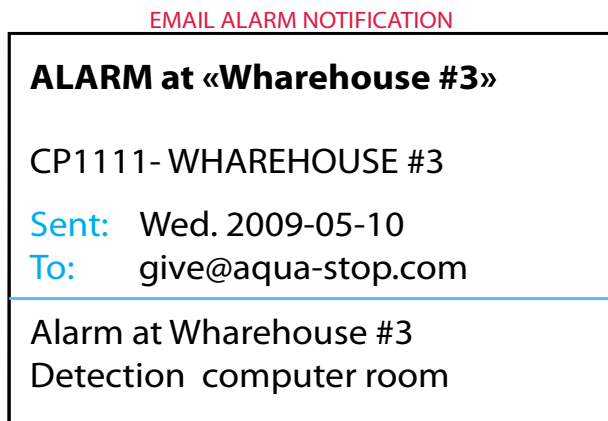 EMAIL ALARM NOTIFICATION
ALARM at «Wharehouse #3»
CP1111- WHAREHOUSE #3
Sent: Wed. 2009-05-10
To: give@aqua-stop.com
Alarm at Wharehouse #3
Detection computer room